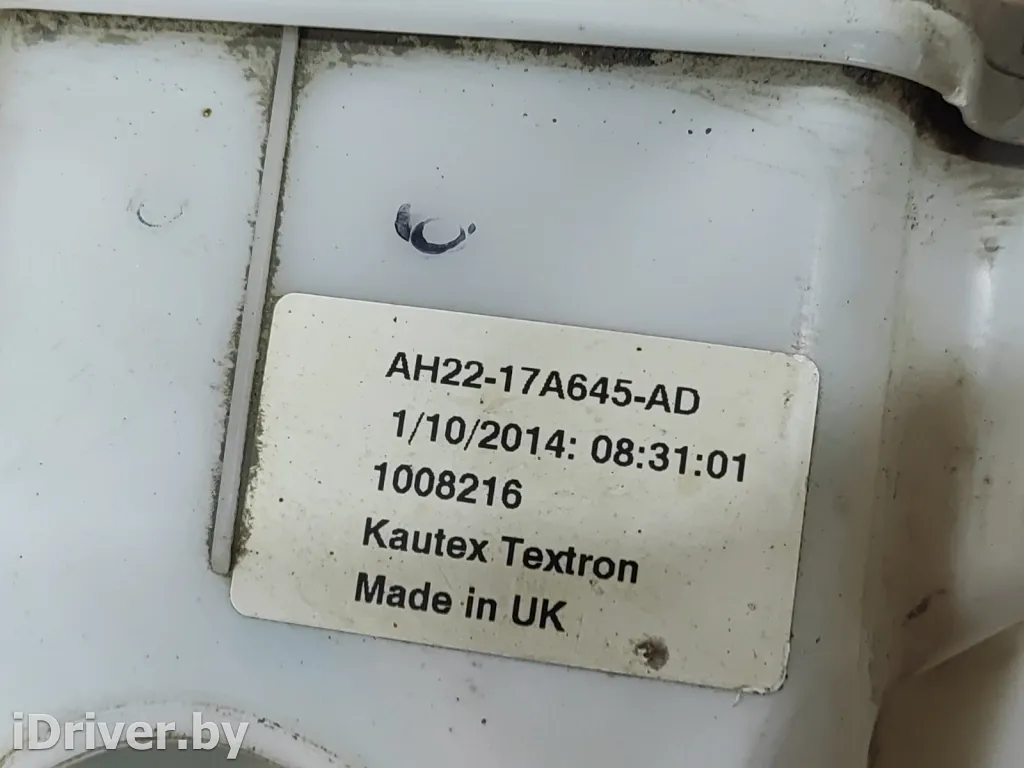 AH22-17A645-AD
1/10/2014: 08:31:01
1008216
Kautex Textron
Made in UK
iDriver.by